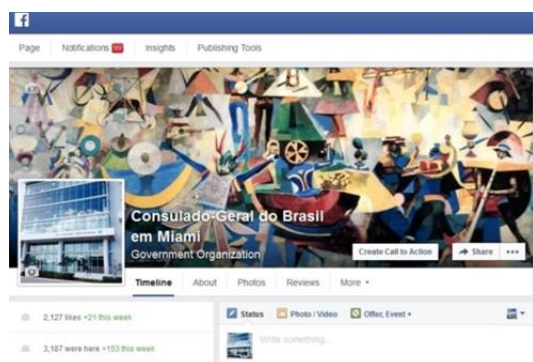 f
Page Notifications 99 Insights Publishing Tools
Consulado-Geral do Brasil
em Miami
Government Organization
Create Call to Action Share •••
Timeline About Photos Reviews More
2,127 likes +21 this week
Status Photo / Video Offer, Event +
Write something...
3,187 were here +153 this week